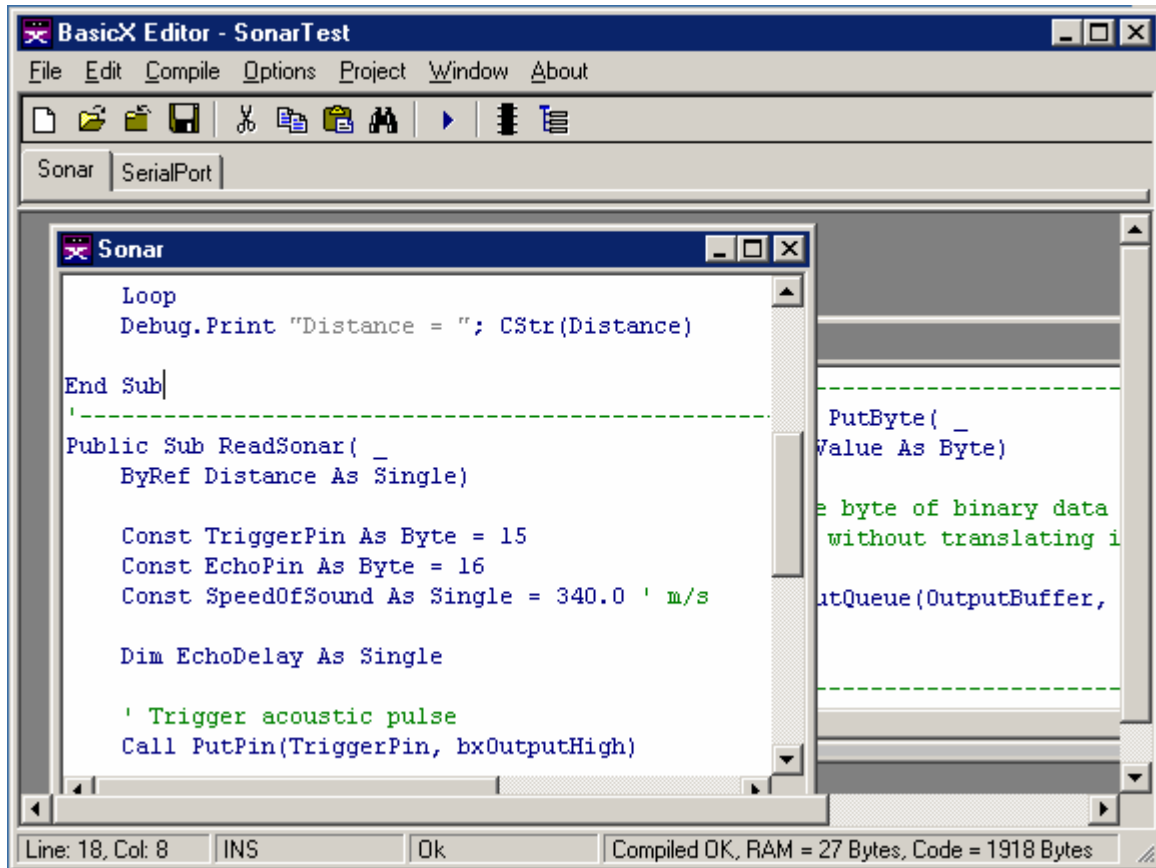 BasicX Editor - SonarTest
File Edit Compile Options Project Window About
Sonar SerialPort
Sonar
Loop
Debug.Print "Distance = "; CStr(Distance)
End Sub
'--------------------------------------------------
Public Sub ReadSonar( _
ByRef Distance As Single)
Const TriggerPin As Byte = 15
Const EchoPin As Byte = 16
Const SpeedOfSound As Single = 340.0 ' m/s
Dim EchoDelay As Single
' Trigger acoustic pulse
Call PutPin(TriggerPin, bxOutputHigh)
----------------------
PutByte( _
Value As Byte)
e byte of binary data
without translating i
utQueue(OutputBuffer,
----------------------
Line: 18, Col: 8 INS Ok Compiled OK, RAM = 27 Bytes, Code = 1918 Bytes